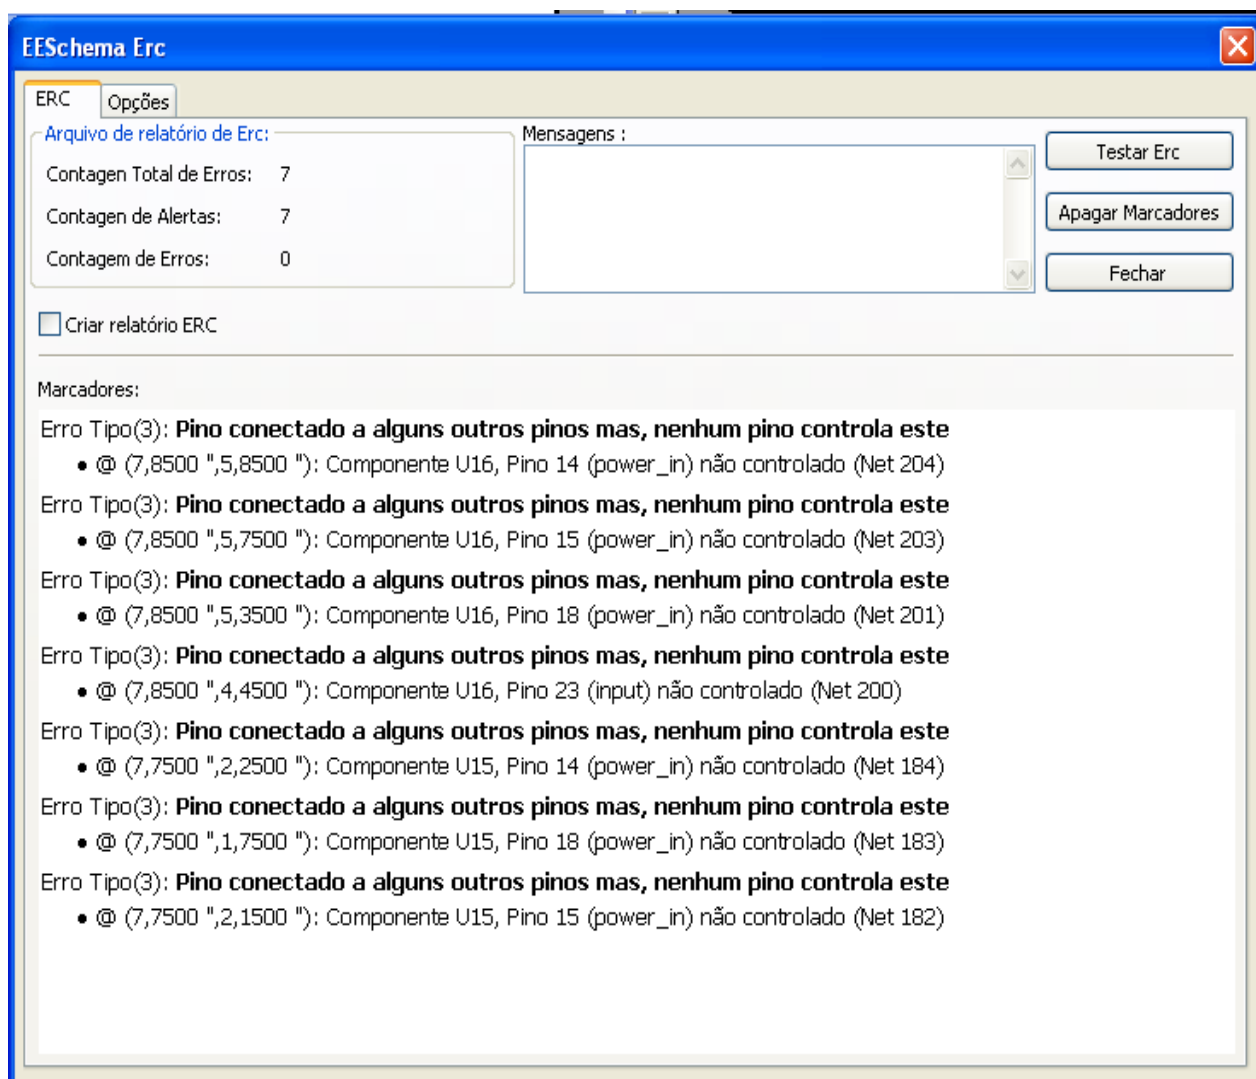 EESchema Erc
ERC
Opções
Arquivo de relatório de Erc:
Contagen Total de Erros: 7
Contagen de Alertas: 7
Contagem de Erros: 0
Mensagens :
Testar Erc
Apagar Marcadores
Fechar
Criar relatório ERC
Marcadores:
Erro Tipo(3): Pino conectado a alguns outros pinos mas, nenhum pino controla este
• @ (7,8500 ",5,8500 "): Componente U16, Pino 14 (power_in) não controlado (Net 204)
Erro Tipo(3): Pino conectado a alguns outros pinos mas, nenhum pino controla este
• @ (7,8500 ",5,7500 "): Componente U16, Pino 15 (power_in) não controlado (Net 203)
Erro Tipo(3): Pino conectado a alguns outros pinos mas, nenhum pino controla este
• @ (7,8500 ",5,3500 "): Componente U16, Pino 18 (power_in) não controlado (Net 201)
Erro Tipo(3): Pino conectado a alguns outros pinos mas, nenhum pino controla este
• @ (7,8500 ",4,4500 "): Componente U16, Pino 23 (input) não controlado (Net 200)
Erro Tipo(3): Pino conectado a alguns outros pinos mas, nenhum pino controla este
• @ (7,7500 ",2,2500 "): Componente U15, Pino 14 (power_in) não controlado (Net 184)
Erro Tipo(3): Pino conectado a alguns outros pinos mas, nenhum pino controla este
• @ (7,7500 ",1,7500 "): Componente U15, Pino 18 (power_in) não controlado (Net 183)
Erro Tipo(3): Pino conectado a alguns outros pinos mas, nenhum pino controla este
• @ (7,7500 ",2,1500 "): Componente U15, Pino 15 (power_in) não controlado (Net 182)